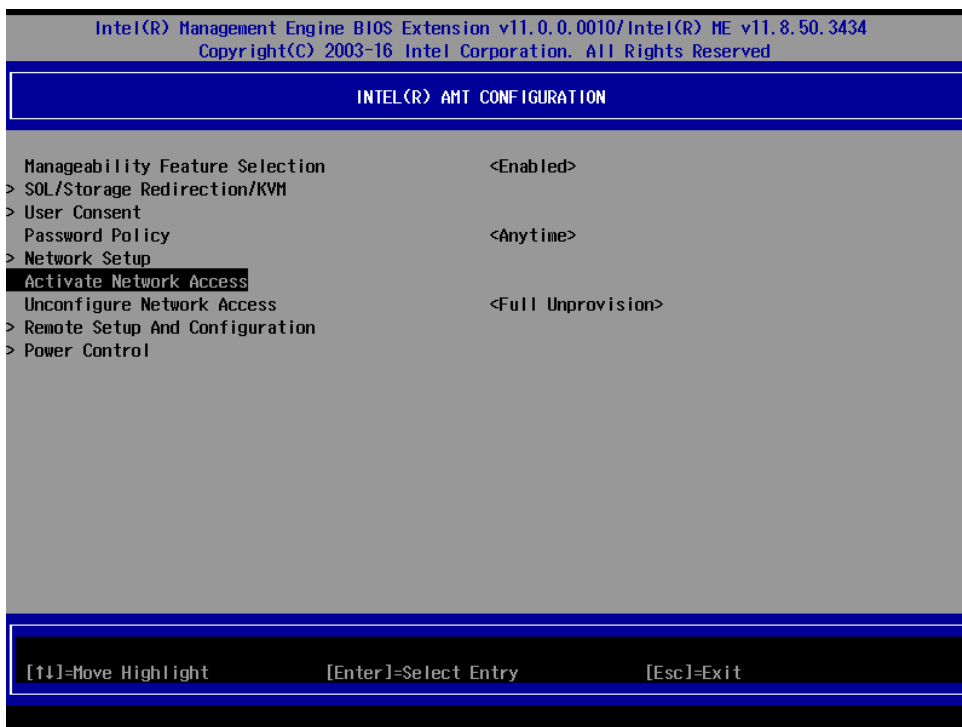 Intel(R) Management Engine BIOS Extension v11.0.0.0010/Intel(R) ME v11.8.50.3434
Copyright(C) 2003-16 Intel Corporation. All Rights Reserved
INTEL(R) AMT CONFIGURATION
Manageability Feature Selection <Enabled>
> SOL/Storage Redirection/KVM
> User Consent
Password Policy <Anytime>
> Network Setup
Activate Network Access
Unconfigure Network Access <Full Unprovision>
> Remote Setup And Configuration
> Power Control
[↑↓]=Move Highlight [Enter]=Select Entry [Esc]=Exit